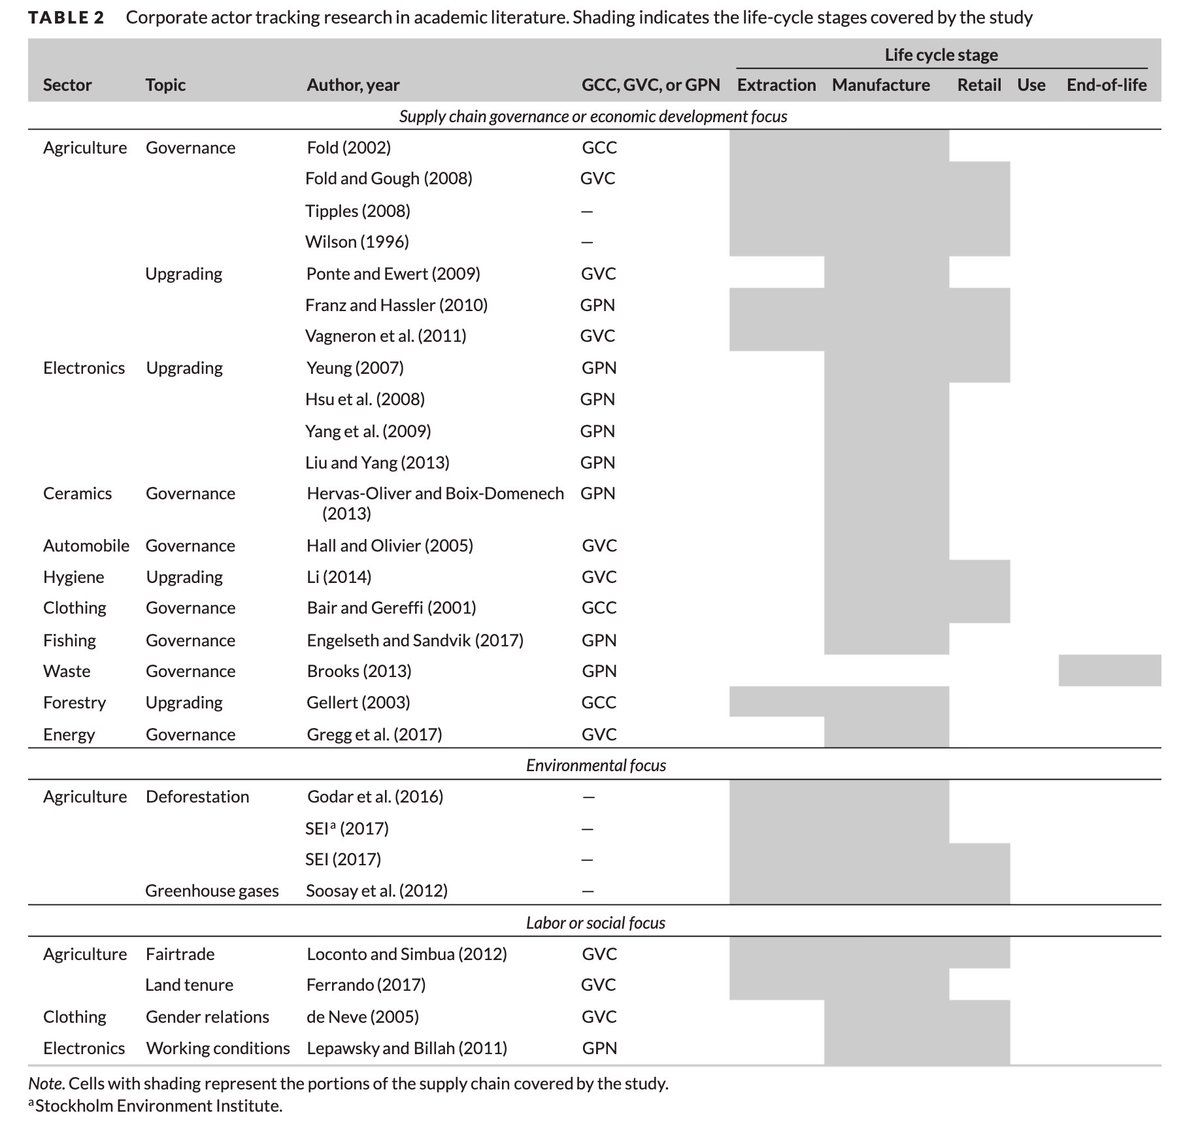 TABLE 2 Corporate actor tracking research in academic literature. Shading indicates the life-cycle stages covered by the study
Life cycle stage
Sector Topic Author, year GCC, GVC, or GPN Extraction Manufacture Retail Use End-of-life
Supply chain governance or economic development focus
Agriculture Governance Fold (2002) GCC
Fold and Gough (2008) GVC
Tipples (2008) —
Wilson (1996) —
Upgrading Ponte and Ewert (2009) GVC
Franz and Hassler (2010) GPN
Vagneron et al. (2011) GVC
Electronics Upgrading Yeung (2007) GPN
Hsu et al. (2008) GPN
Yang et al. (2009) GPN
Liu and Yang (2013) GPN
Ceramics Governance Hervas-Oliver and Boix-Domenech GPN
(2013)
Automobile Governance Hall and Olivier (2005) GVC
Hygiene Upgrading Li (2014) GVC
Clothing Governance Bair and Gereffi (2001) GCC
Fishing Governance Engelseth and Sandvik (2017) GPN
Waste Governance Brooks (2013) GPN
Forestry Upgrading Gellert (2003) GCC
Energy Governance Gregg et al. (2017) GVC
Environmental focus
Agriculture Deforestation Godar et al. (2016) —
SEIᵃ (2017) —
SEI (2017) —
Greenhouse gases Soosay et al. (2012) —
Labor or social focus
Agriculture Fairtrade Loconto and Simbua (2012) GVC
Land tenure Ferrando (2017) GVC
Clothing Gender relations de Neve (2005) GVC
Electronics Working conditions Lepawsky and Billah (2011) GPN
Note. Cells with shading represent the portions of the supply chain covered by the study.
ᵃStockholm Environment Institute.